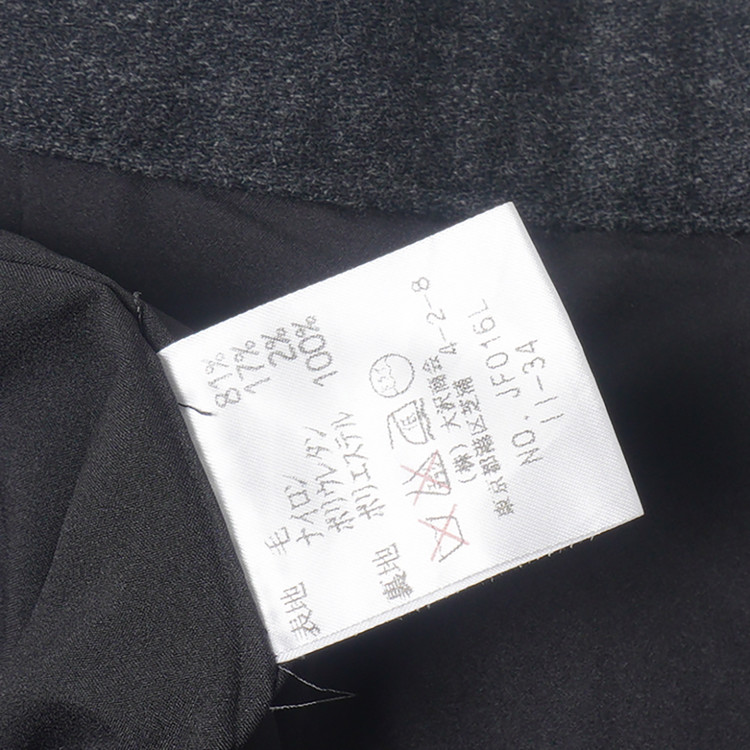 表地 毛 81%
ナイロン 17%
ポリウレタン 2%
裏地 ポリエステル 100%
低
(株) 大沢商会
東京都港区芝浦 4-2-8
NO. JF016L
11-34